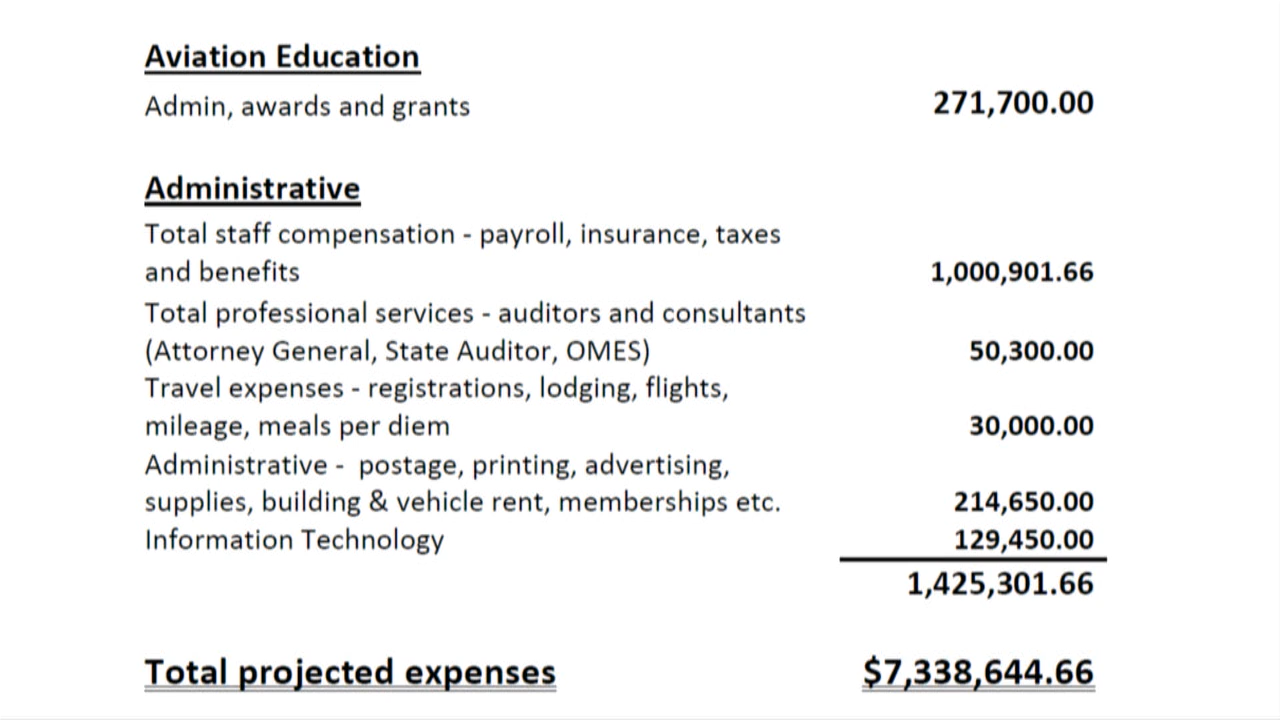 Aviation Education
Admin, awards and grants 271,700.00
Administrative
Total staff compensation - payroll, insurance, taxes
and benefits 1,000,901.66
Total professional services - auditors and consultants
(Attorney General, State Auditor, OMES) 50,300.00
Travel expenses - registrations, lodging, flights,
mileage, meals per diem 30,000.00
Administrative -  postage, printing, advertising,
supplies, building & vehicle rent, memberships etc. 214,650.00
Information Technology 129,450.00
1,425,301.66
Total projected expenses $7,338,644.66